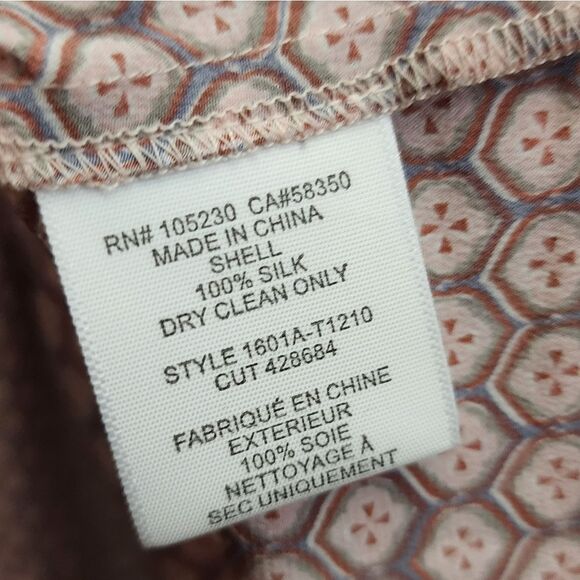 RN# 105230 CA#58350
MADE IN CHINA
SHELL
100% SILK
DRY CLEAN ONLY
STYLE 1601A-T1210
CUT 428684
FABRIQUÉ EN CHINE
EXTERIEUR
100% SOIE
NETTOYAGE À
SEC UNIQUEMENT